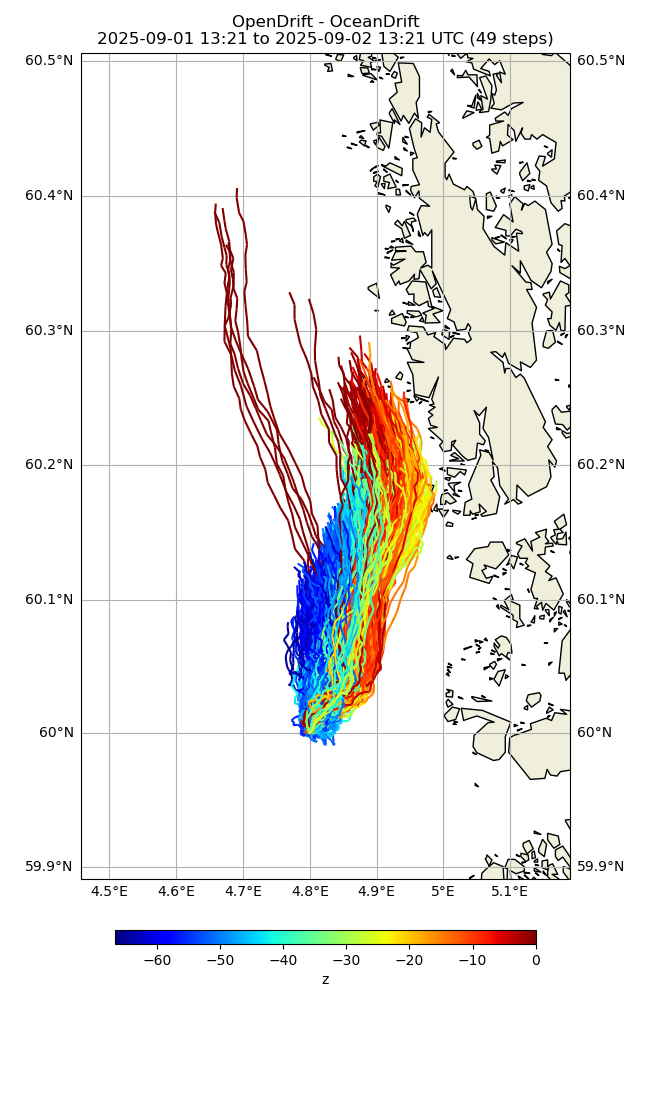 OpenDrift - OceanDrift
2025-09-01 13:21 to 2025-09-02 13:21 UTC (49 steps)
60.5°N 60.5°N
60.4°N 60.4°N
60.3°N 60.3°N
60.2°N 60.2°N
60.1°N 60.1°N
60°N 60°N
59.9°N 59.9°N
4.5°E 4.6°E 4.7°E 4.8°E 4.9°E 5°E 5.1°E
−60 −50 −40 −30 −20 −10 0
z